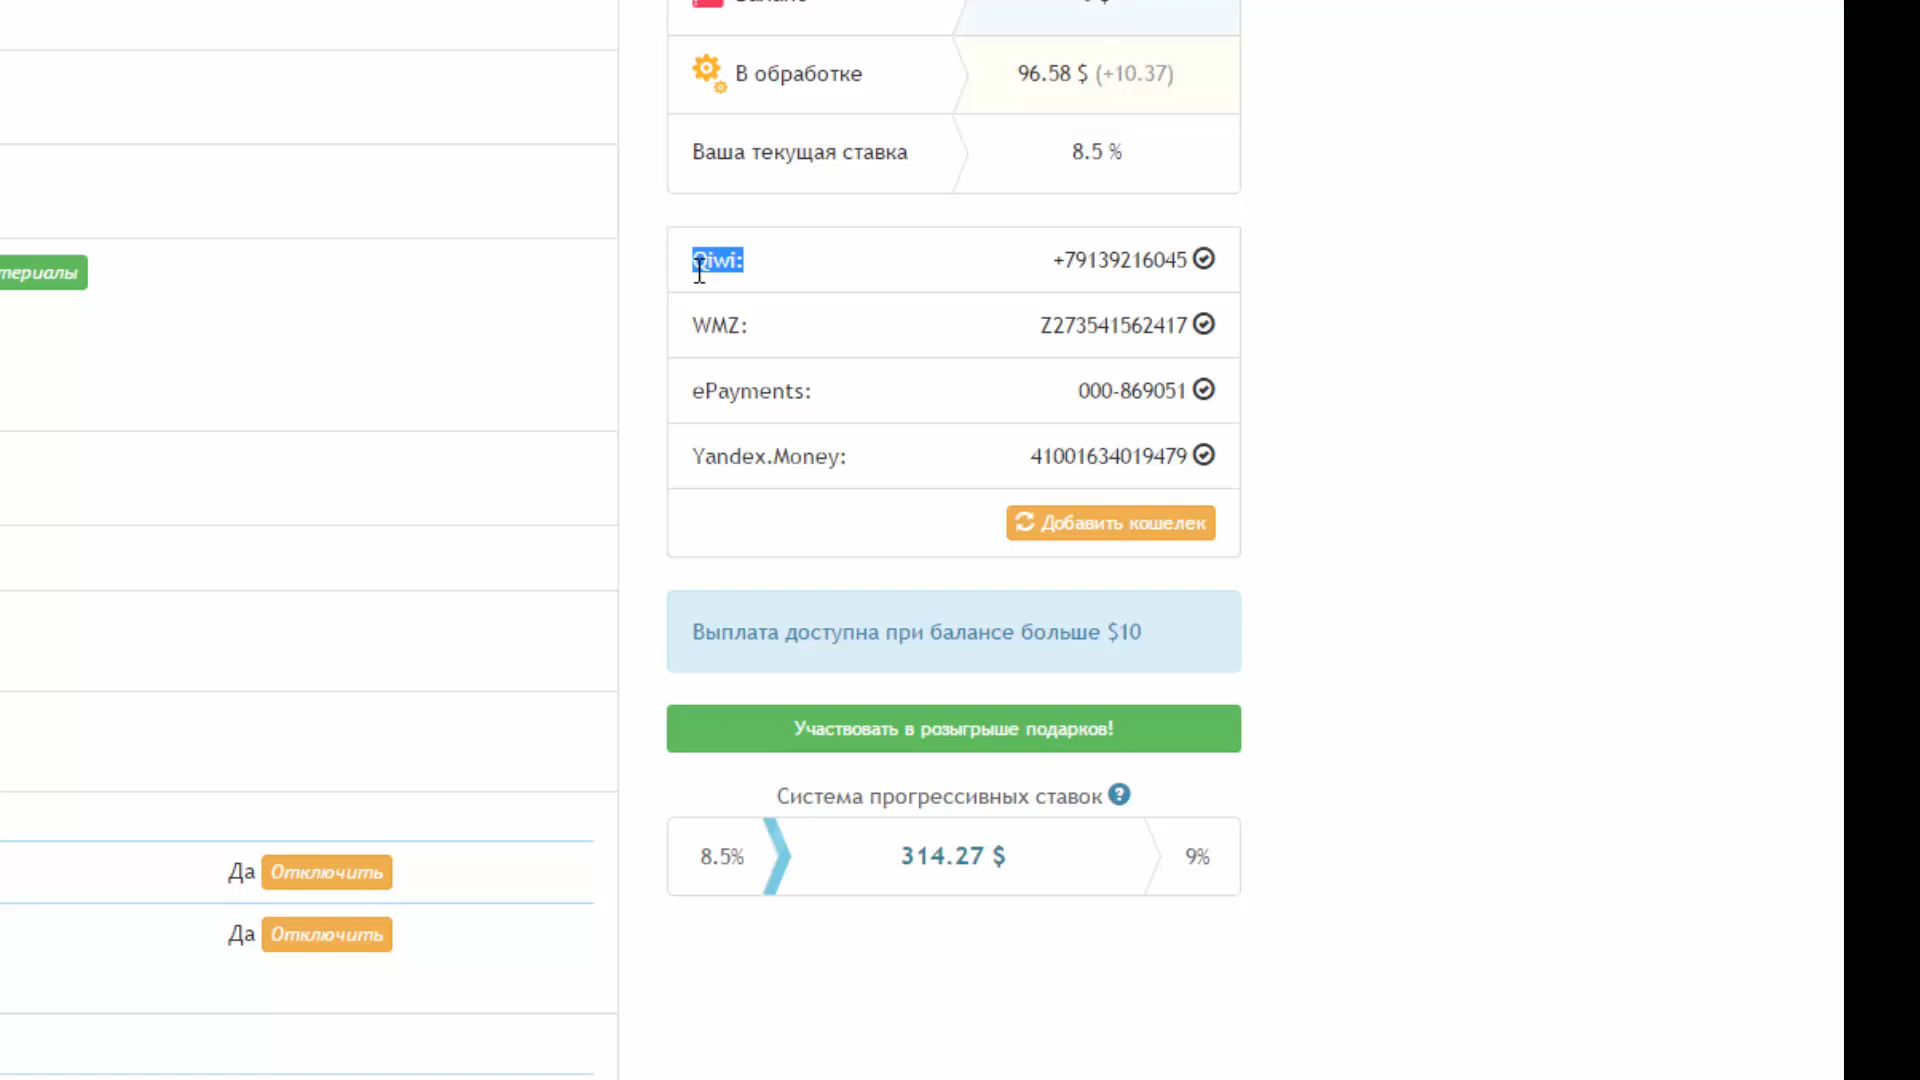 В обработке 96.58 $ (+10.37)
Ваша текущая ставка 8.5 %
Qiwi: +79139216045
териалы
WMZ: Z273541562417
ePayments: 000-869051
Yandex.Money: 41001634019479
Добавить кошелек
Выплата доступна при балансе больше $10
Участвовать в розыгрыше подарков!
Система прогрессивных ставок ?
8.5% 314.27 $ 9%
Да Отключить
Да Отключить